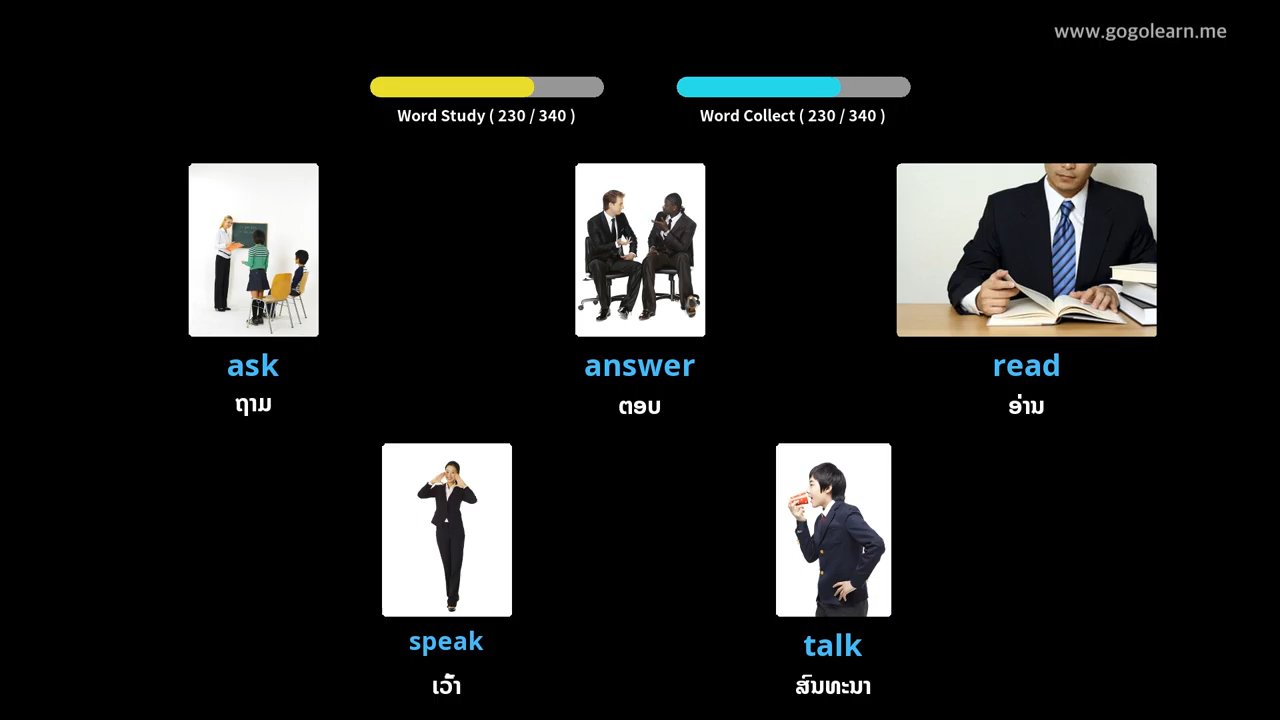 www.gogolearn.me
Word Study ( 230 / 340 )
Word Collect ( 230 / 340 )
ask
ຖາມ
answer
ຕອບ
read
ອ່ານ
speak
ເວົ້າ
talk
ສົນທະນາ